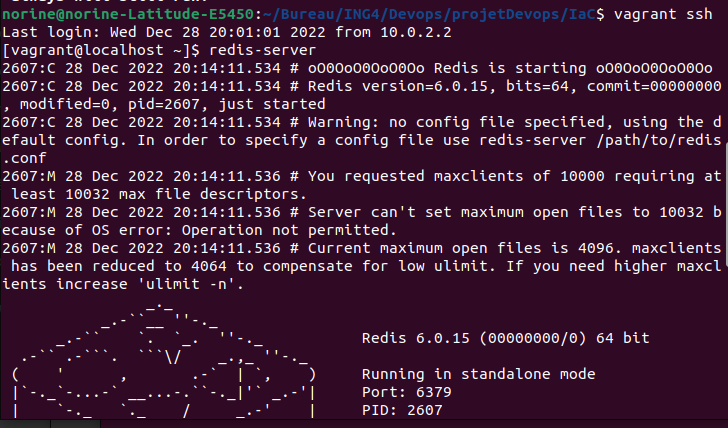 norine@norine-Latitude-E5450:~/Bureau/ING4/Devops/projetDevops/IaC$ vagrant ssh
Last login: Wed Dec 28 20:01:01 2022 from 10.0.2.2
[vagrant@localhost ~]$ redis-server
2607:C 28 Dec 2022 20:14:11.534 # oO0OoO0OoO0Oo Redis is starting oO0OoO0OoO0Oo
2607:C 28 Dec 2022 20:14:11.534 # Redis version=6.0.15, bits=64, commit=00000000
, modified=0, pid=2607, just started
2607:C 28 Dec 2022 20:14:11.534 # Warning: no config file specified, using the d
efault config. In order to specify a config file use redis-server /path/to/redis
.conf
2607:M 28 Dec 2022 20:14:11.536 # You requested maxclients of 10000 requiring at
 least 10032 max file descriptors.
2607:M 28 Dec 2022 20:14:11.536 # Server can't set maximum open files to 10032 b
ecause of OS error: Operation not permitted.
2607:M 28 Dec 2022 20:14:11.536 # Current maximum open files is 4096. maxclients
 has been reduced to 4064 to compensate for low ulimit. If you need higher maxcl
ients increase 'ulimit -n'.
Redis 6.0.15 (00000000/0) 64 bit
Running in standalone mode
Port: 6379
PID: 2607